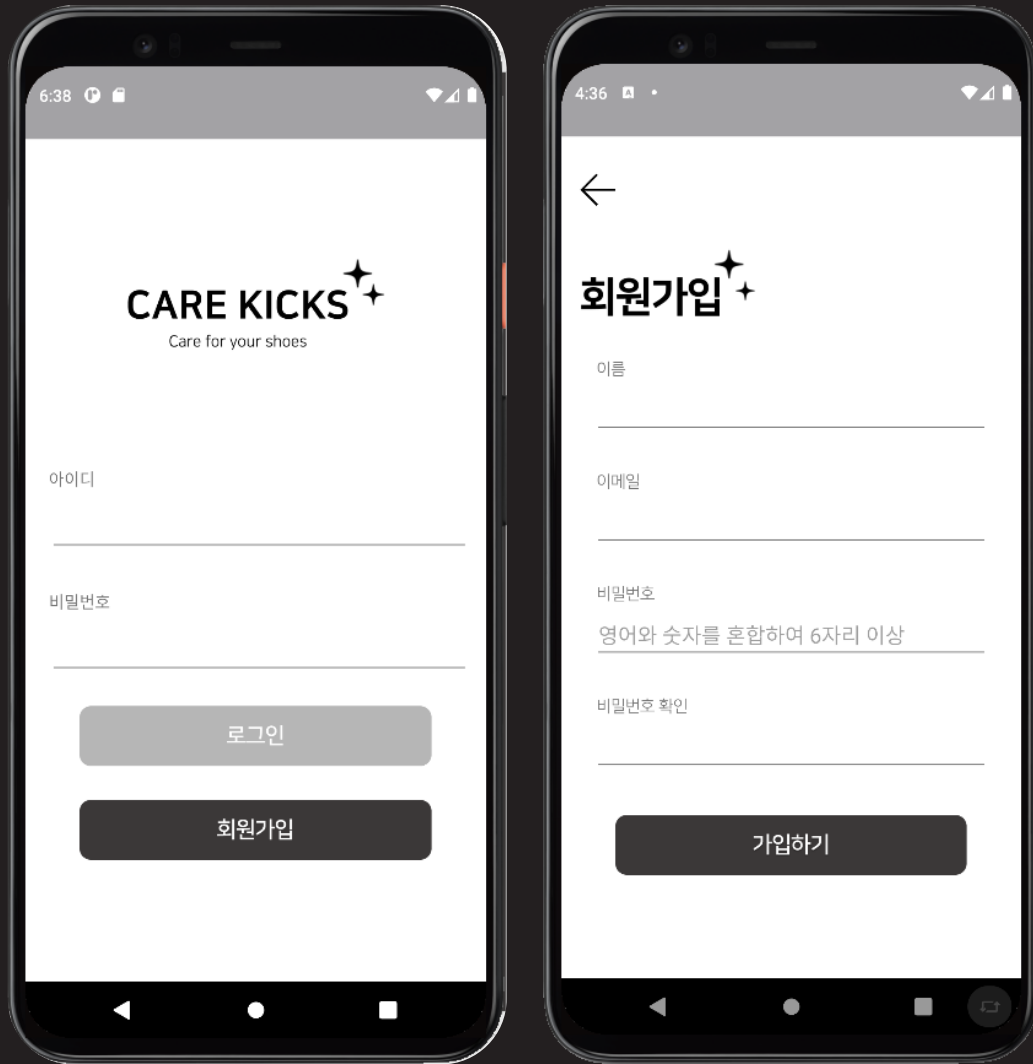 6:38
CARE KICKS
Care for your shoes
아이디
비밀번호
로그인
회원가입
4:36
회원가입
이름
이메일
비밀번호
영어와 숫자를 혼합하여 6자리 이상
비밀번호 확인
가입하기